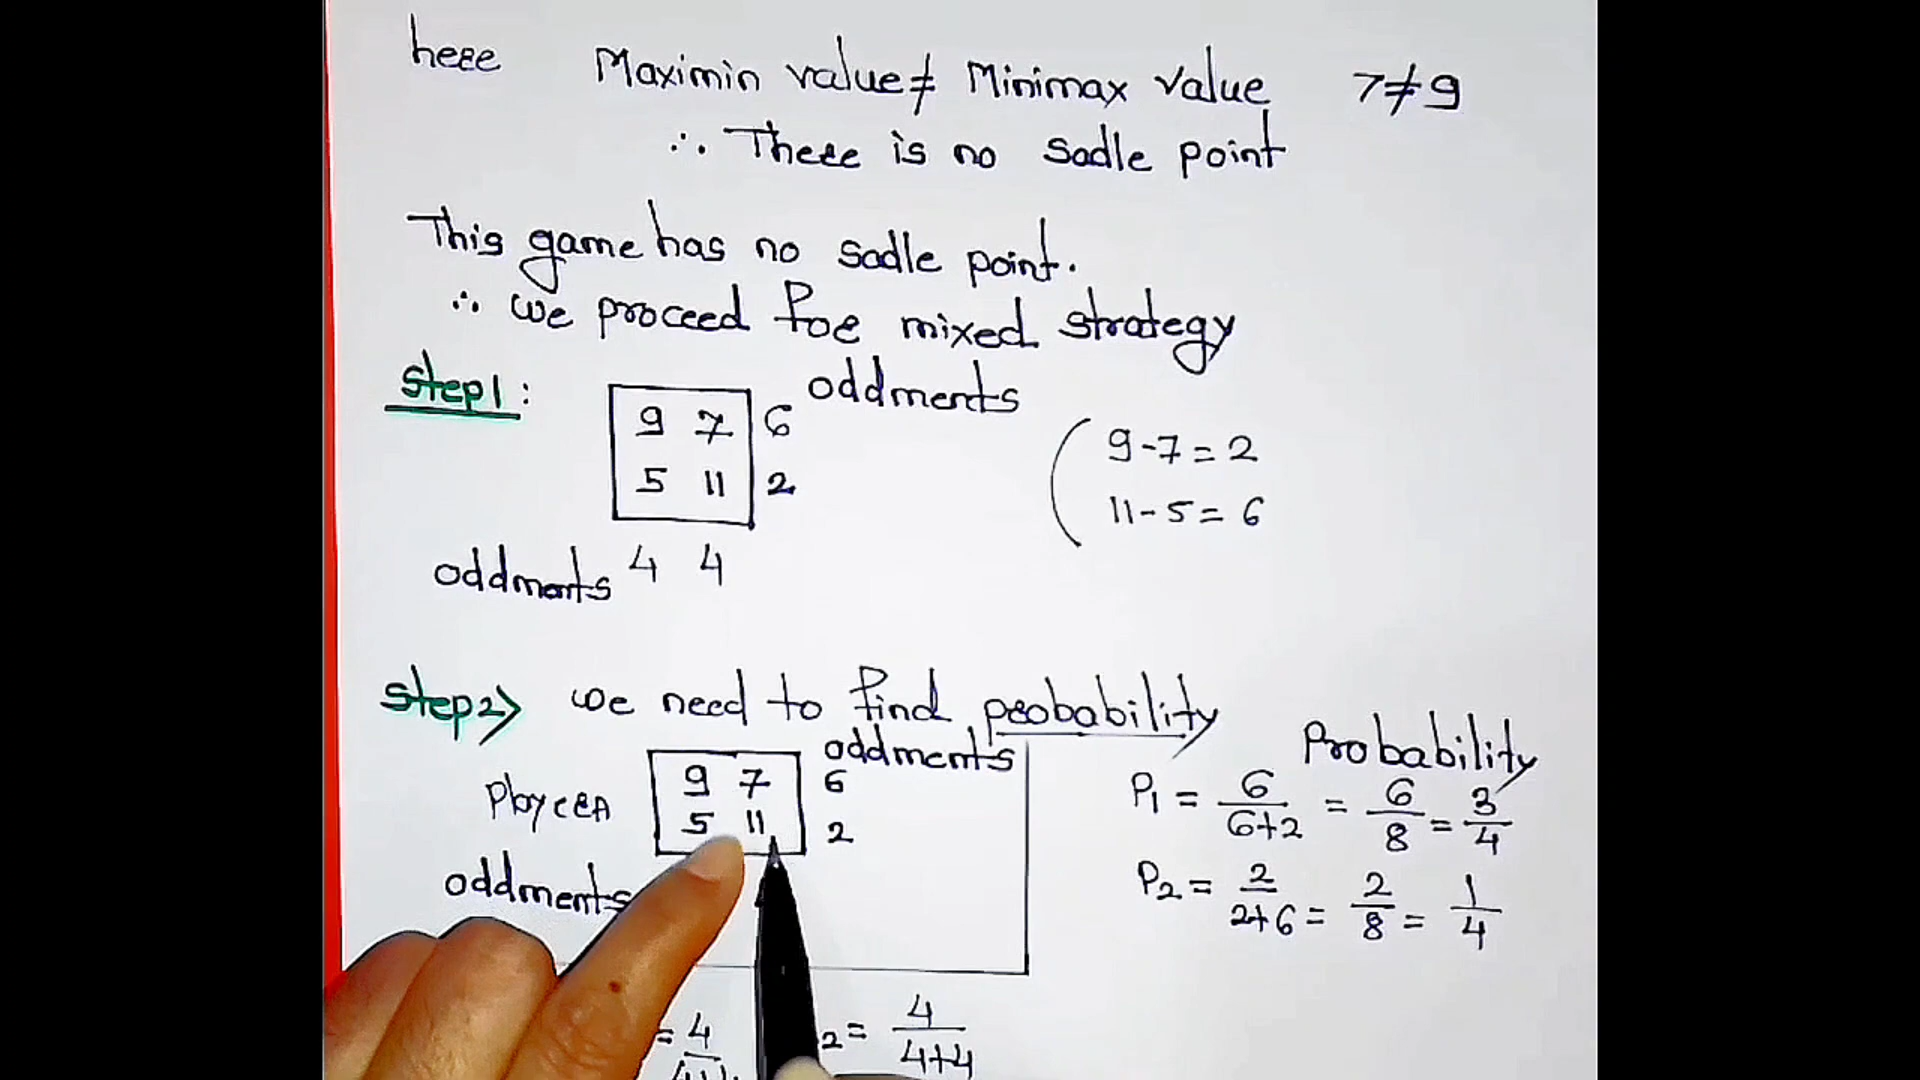 here Maximin value ≠ Minimax value 7≠9
∴ There is no sadle point
This game has no sadle point.
∴ we proceed for mixed strategy
Step1: oddments
9 7 6
5 11 2
oddments 4 4
9-7=2
11-5=6
Step2> we need to find probability
oddments Probability
Player A 9 7 6
5 11 2
oddments
P1 = 6/6+2 = 6/8 = 3/4
P2 = 2/2+6 = 2/8 = 1/4
= 4/ 2 = 4/4+4